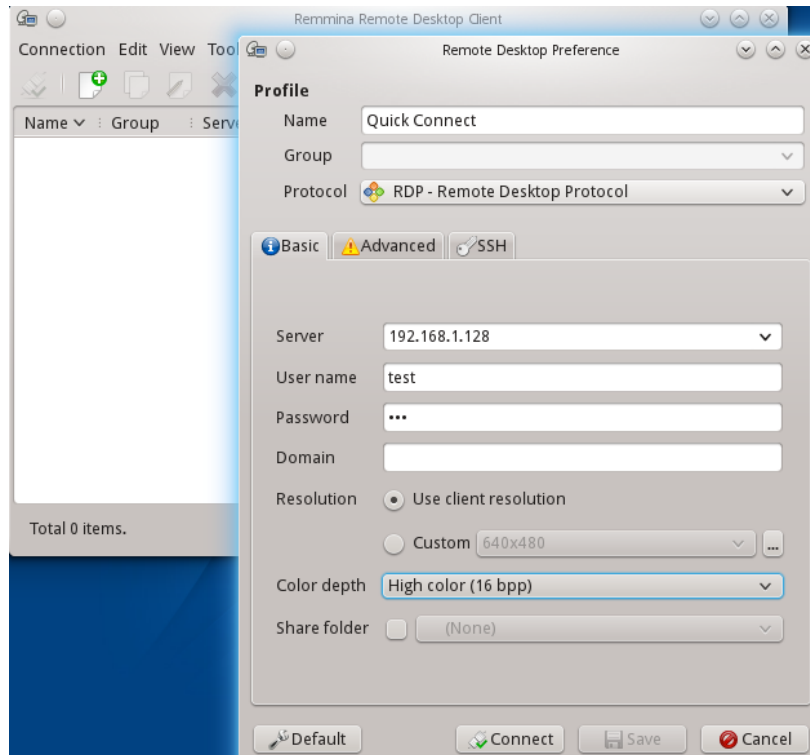 Remmina Remote Desktop Client
Connection Edit View Tool
Name Group Serve
Total 0 items.
Remote Desktop Preference
Profile
Name Quick Connect
Group
Protocol RDP - Remote Desktop Protocol
Basic Advanced SSH
Server 192.168.1.128
User name test
Password •••
Domain
Resolution Use client resolution
Custom 640x480 ...
Color depth High color (16 bpp)
Share folder (None)
Default Connect Save Cancel